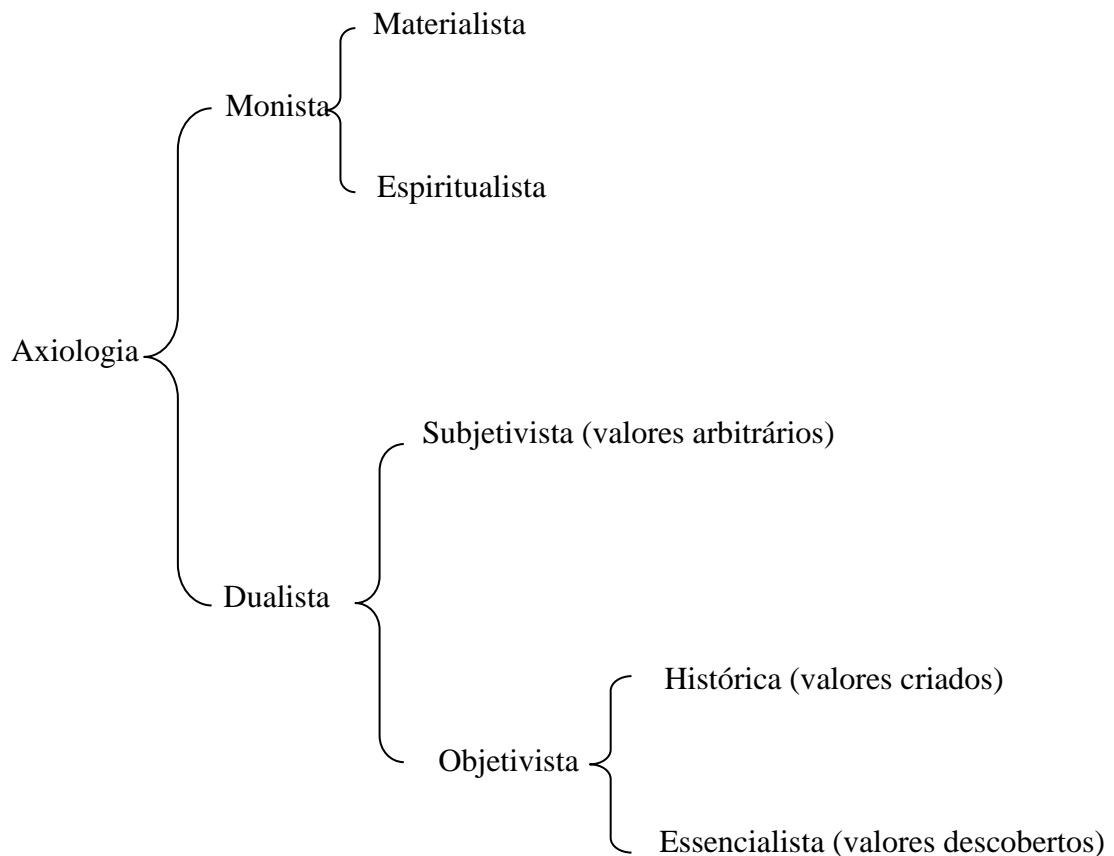 Materialista
Monista
Espiritualista
Axiologia
Subjetivista (valores arbitrários)
Dualista
Histórica (valores criados)
Objetivista
Essencialista (valores descobertos)